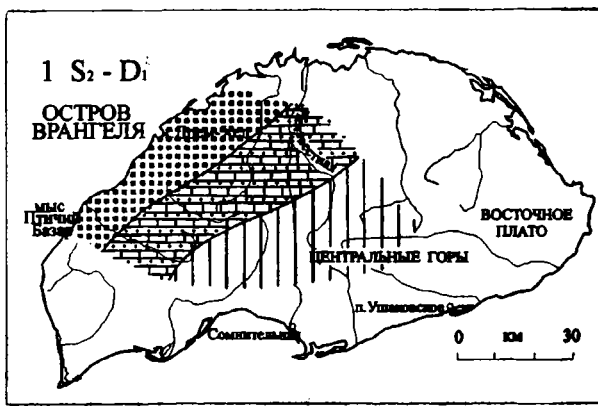 1 S₂ - D₁
ОСТРОВ
ВРАНГЕЛЯ
мыс
Птичий
Базар
ВОСТОЧНОЕ
ПЛАТО
ЦЕНТРАЛЬНЫЕ ГОРЫ
п. Ушаковское
Сомнительная
0 км 30